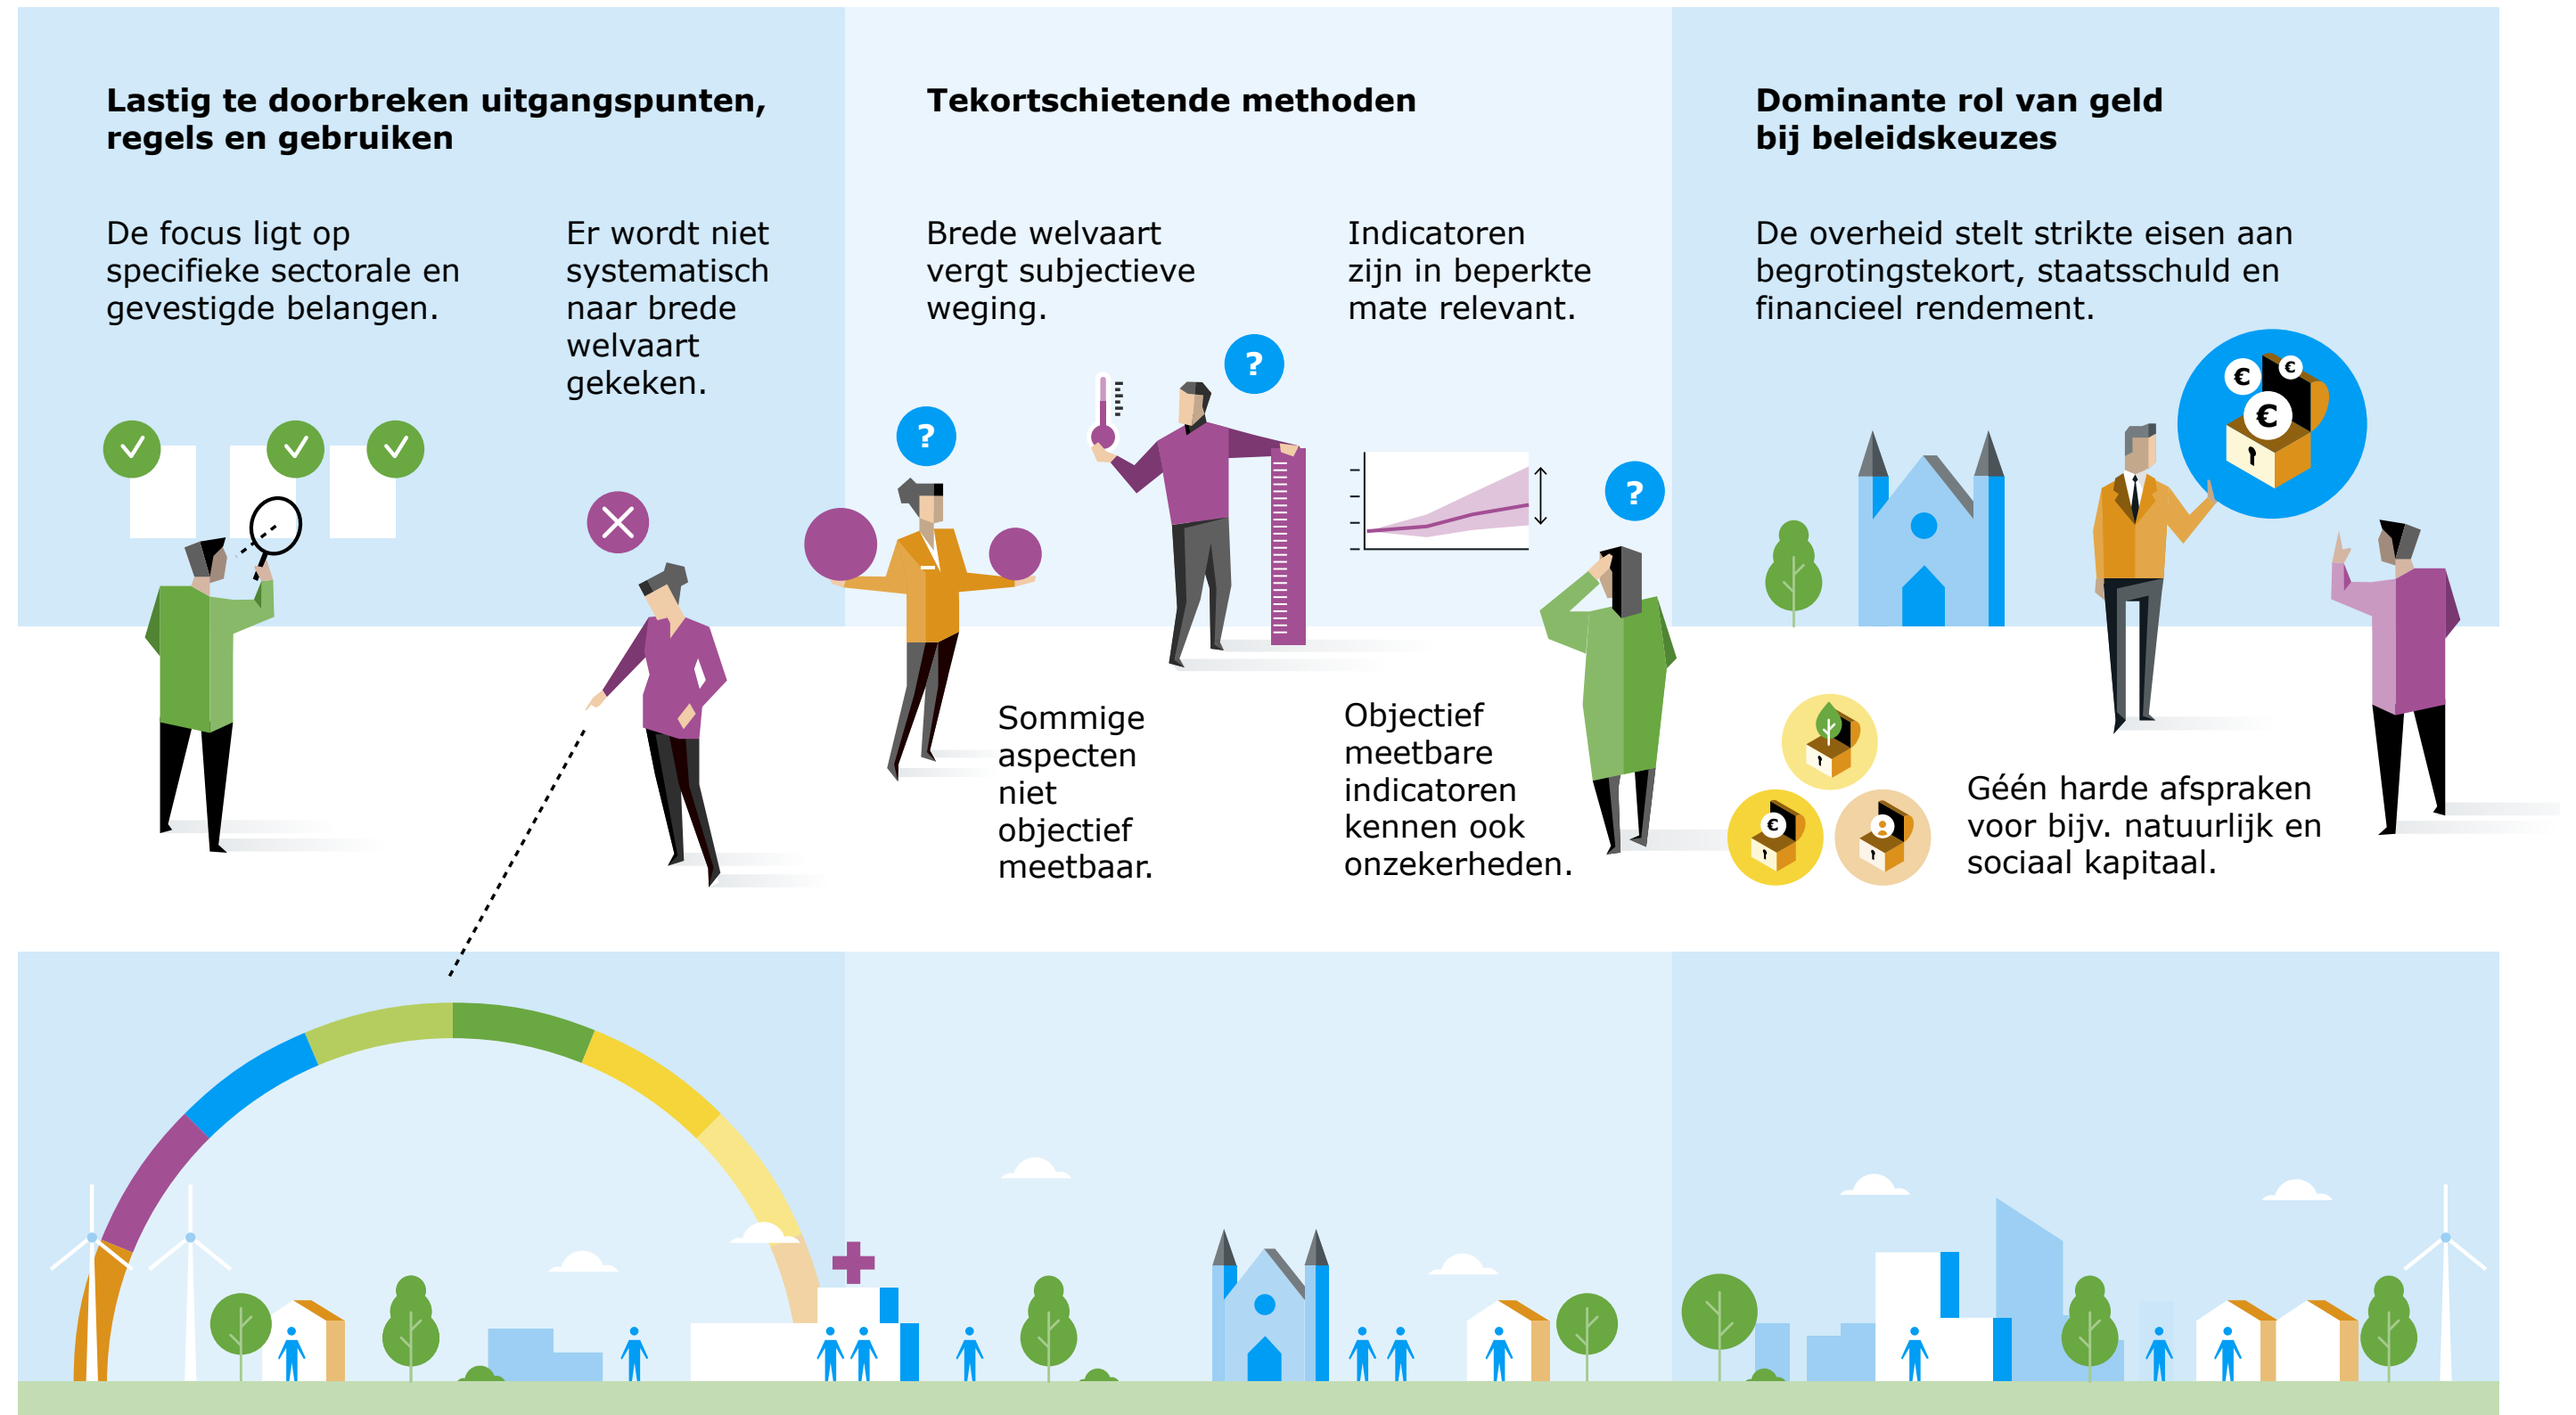 Lastig te doorbreken uitgangspunten,
regels en gebruiken
De focus ligt op
specifieke sectorale en
gevestigde belangen.
Er wordt niet
systematisch
naar brede
welvaart
gekeken.
Tekortschietende methoden
Brede welvaart
vergt subjectieve
weging.
Indicatoren
zijn in beperkte
mate relevant.
?
?
?
Sommige
aspecten
niet
objectief
meetbaar.
Objectief
meetbare
indicatoren
kennen ook
onzekerheden.
Dominante rol van geld
bij beleidskeuzes
De overheid stelt strikte eisen aan
begrotingstekort, staatsschuld en
financieel rendement.
€
€
€
€
Géén harde afspraken
voor bijv. natuurlijk en
sociaal kapitaal.